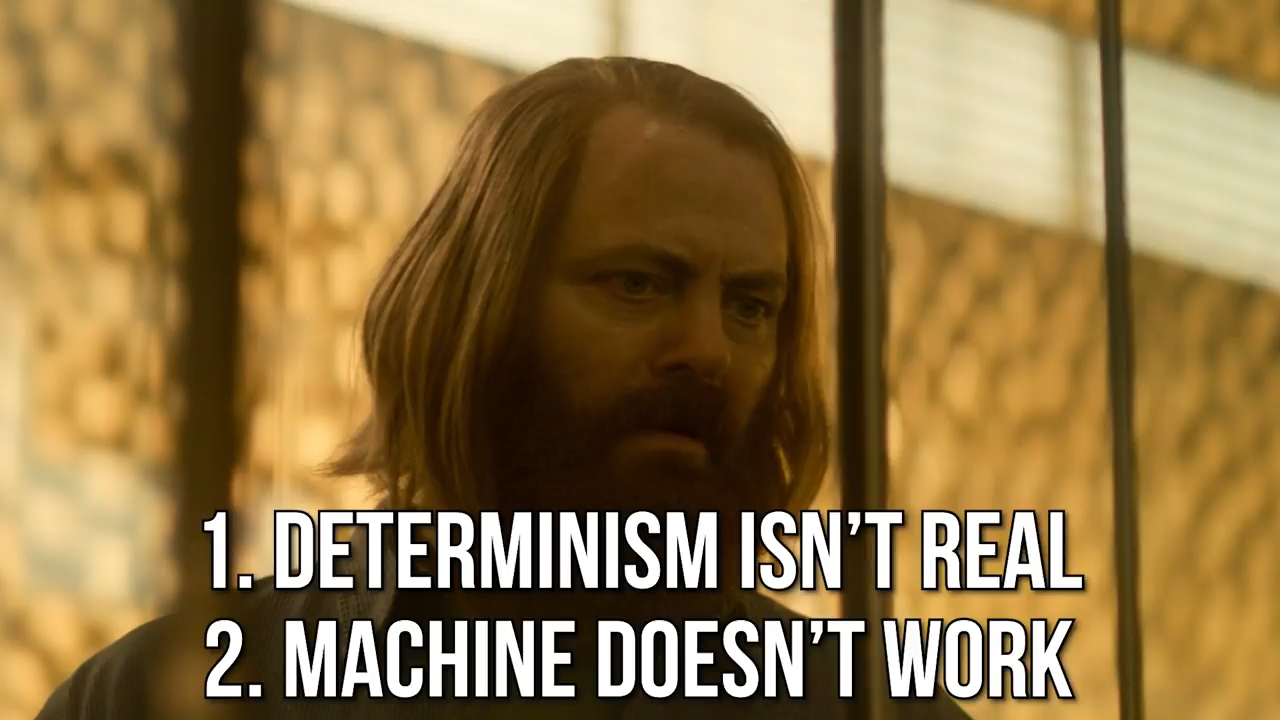 1. DETERMINISM ISN’T REAL
2. MACHINE DOESN’T WORK